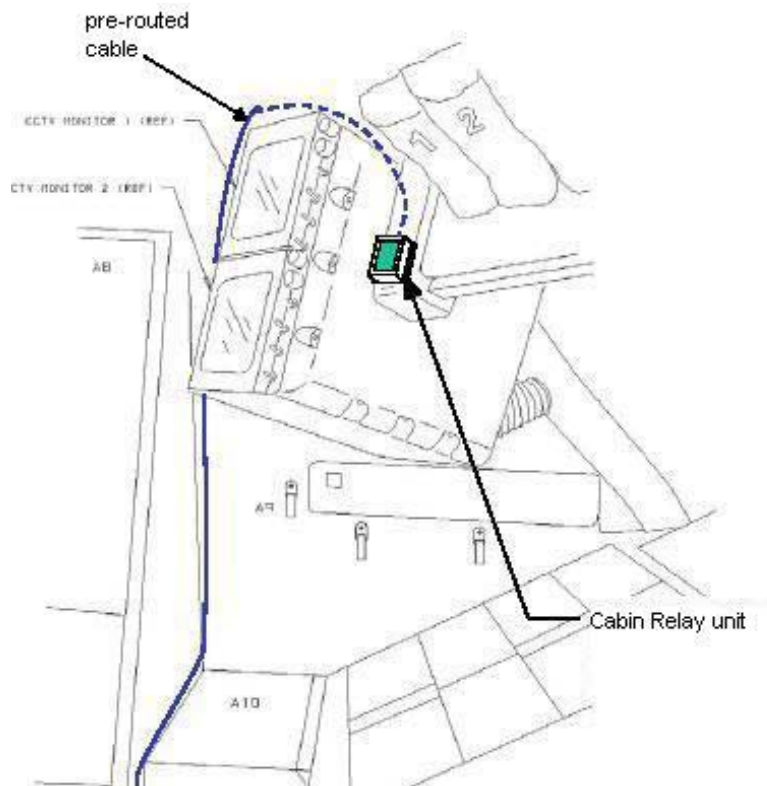 pre-routed
cable
CCTV MONITOR 1 (REF)
CTV MONITOR 2 (REF)
1
2
A8
A9
A10
Cabin Relay unit